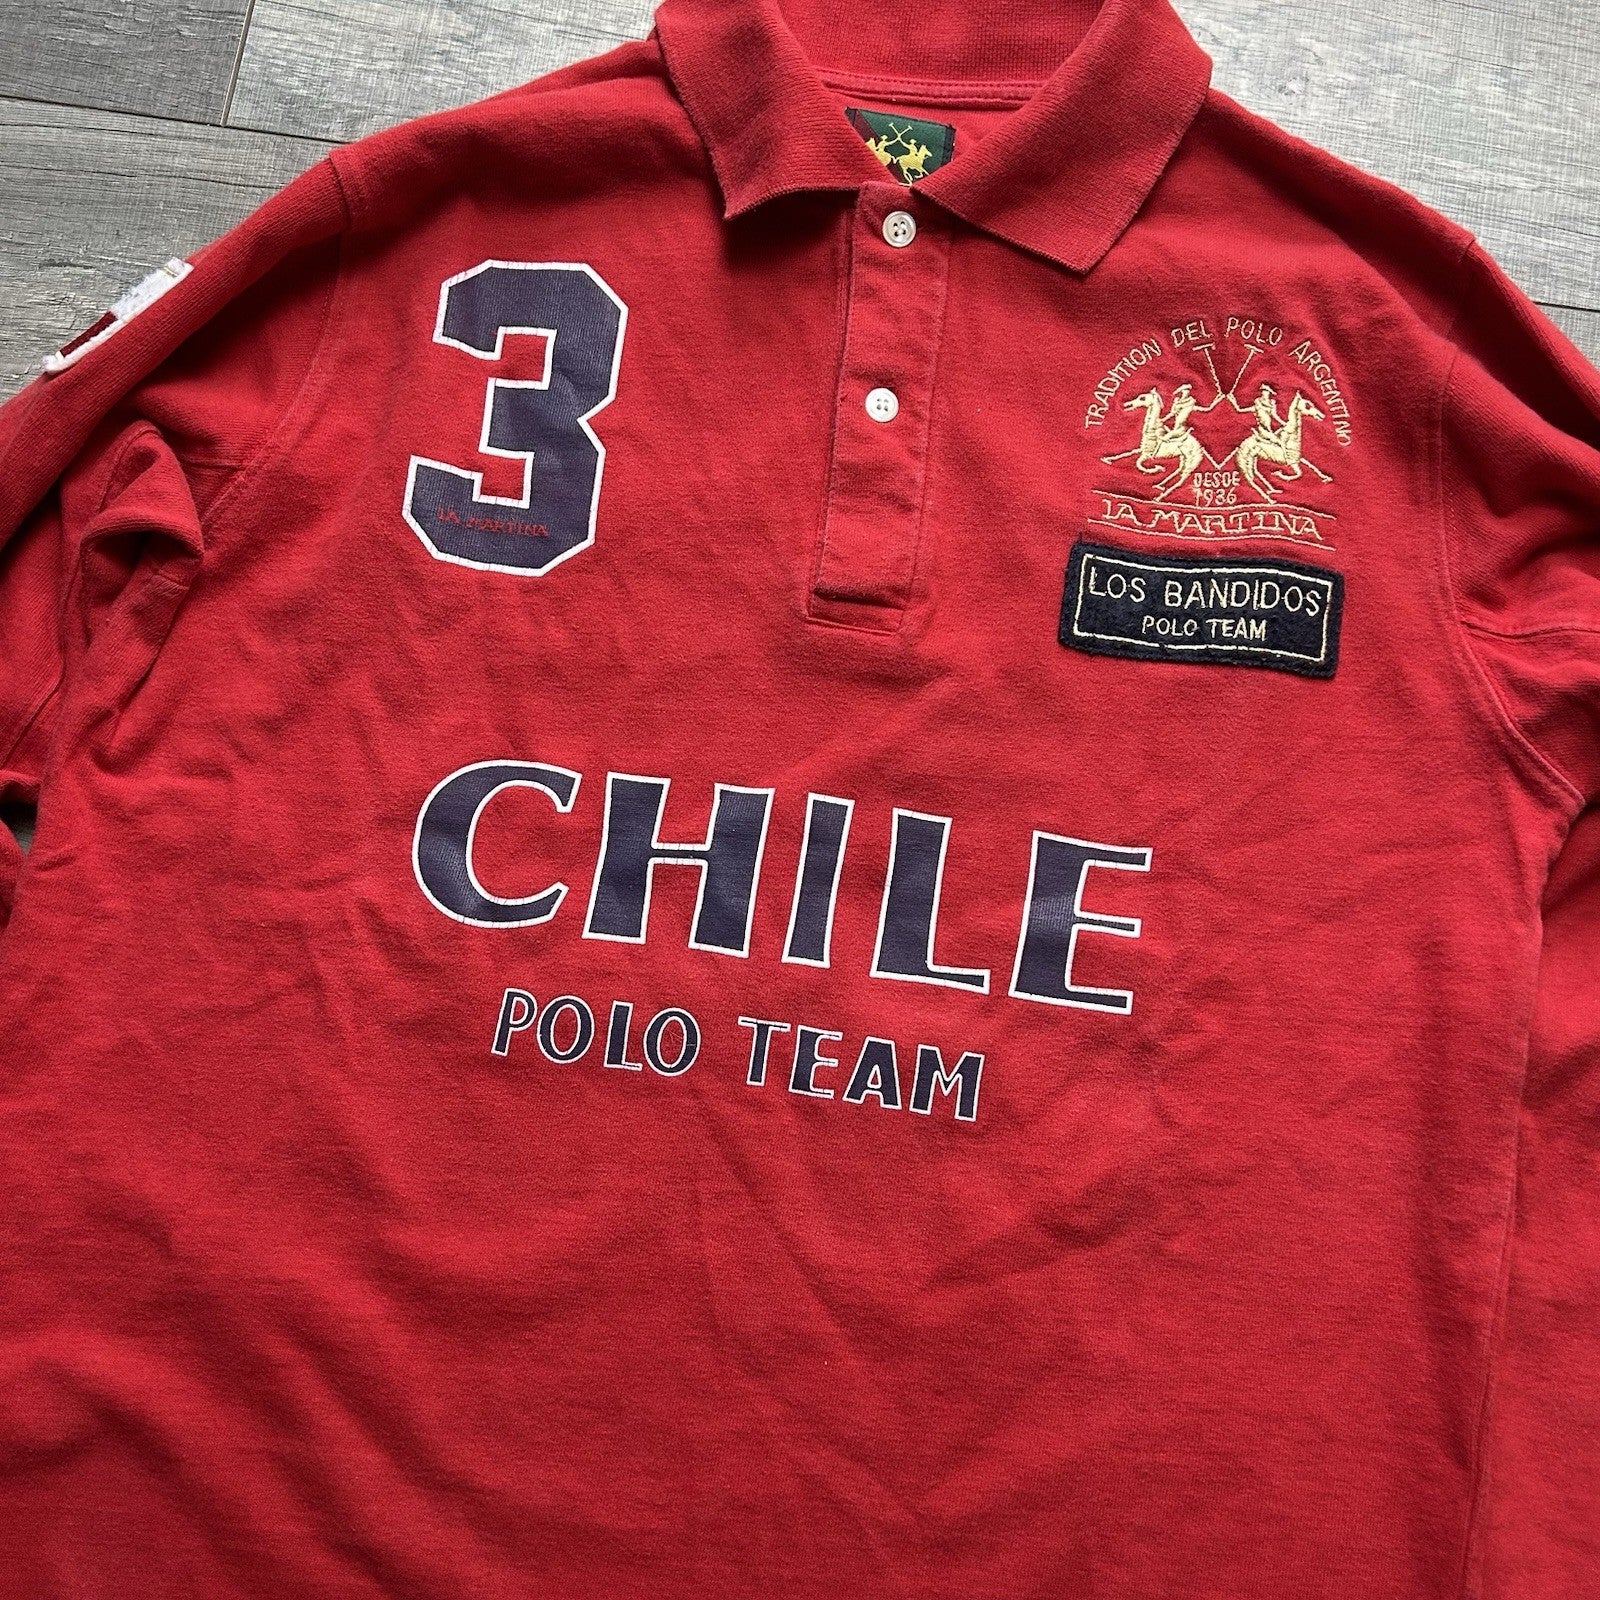 3
LA MARTINA
TRADITION DEL POLO ARGENTINO
DESDE
1936
LA MARTINA
LOS BANDIDOS
POLO TEAM
CHILE
POLO TEAM